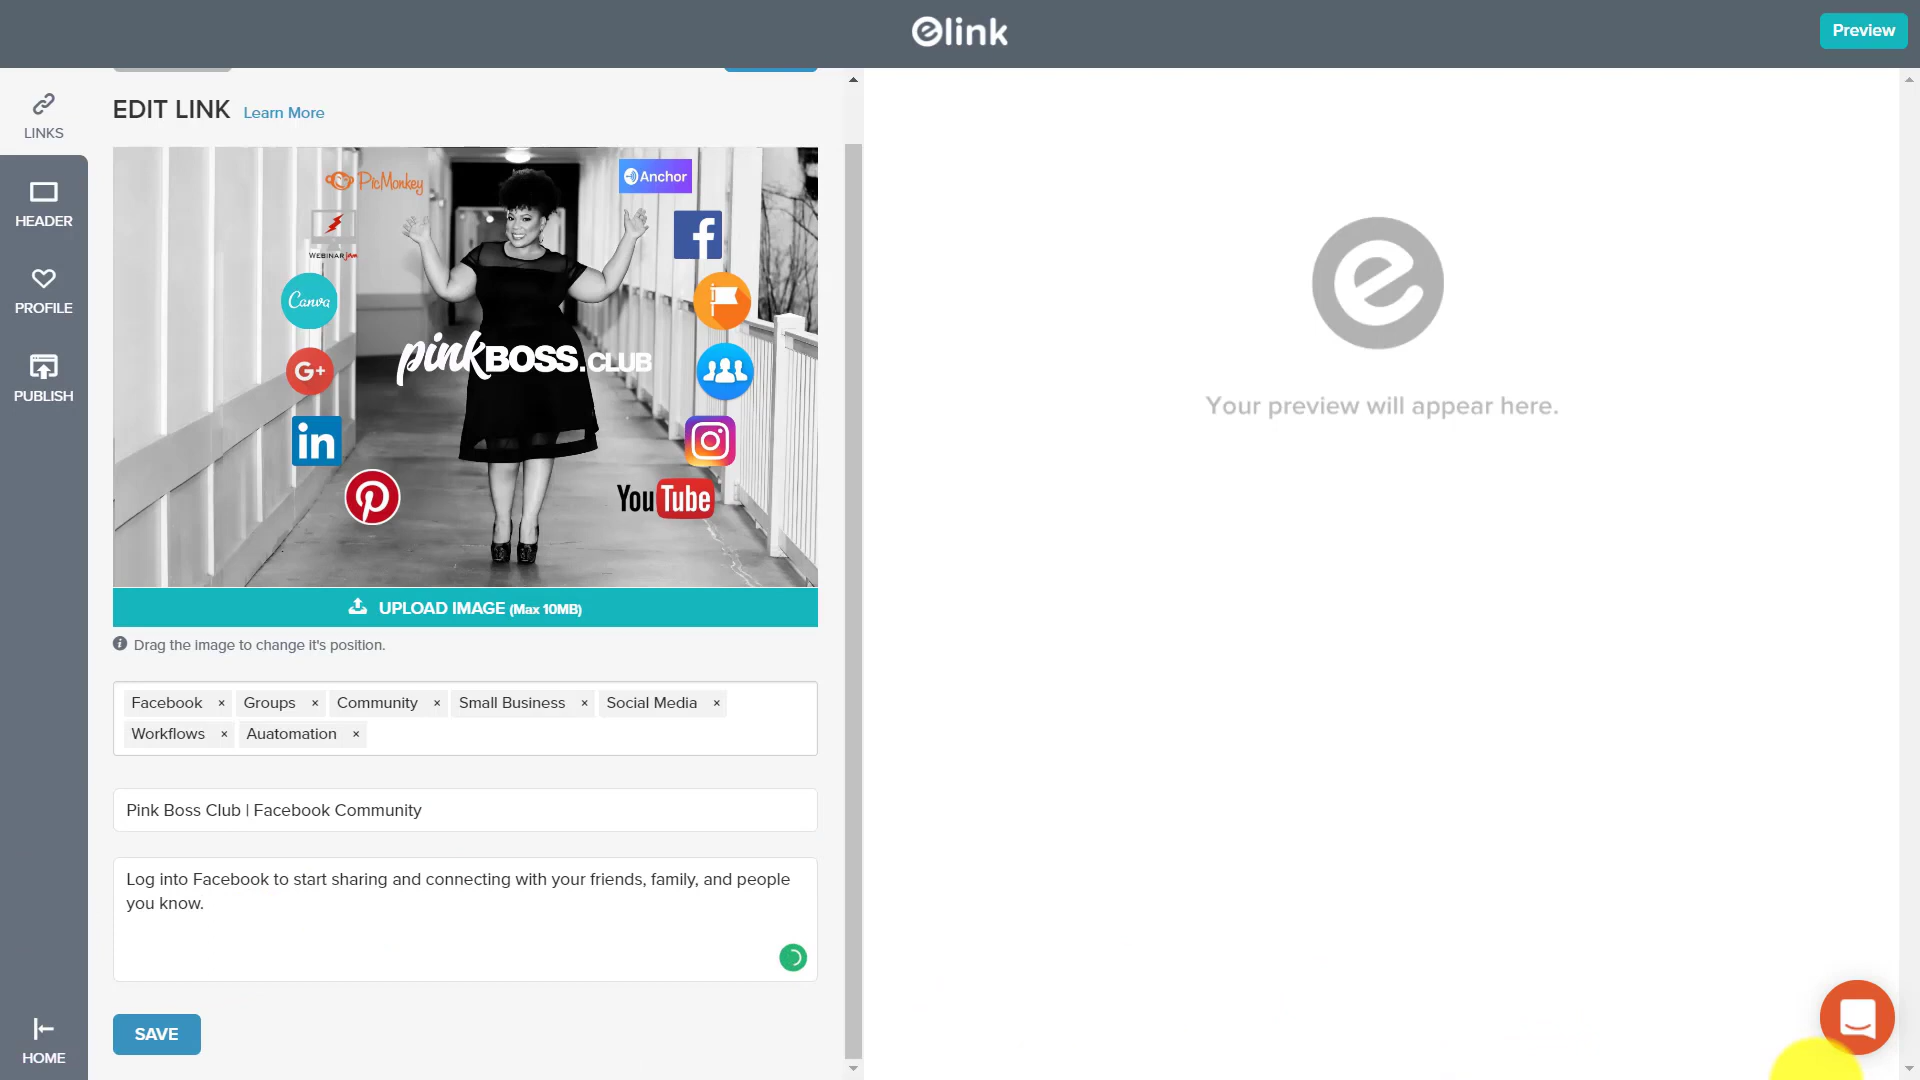 elink
Preview
LINKS
HEADER
PROFILE
PUBLISH
HOME
EDIT LINK Learn More
PicMonkey
Anchor
WEBINARjam
f
Canva
G+
pinkBOSS.CLUB
in
YouTube
UPLOAD IMAGE (Max 10MB)
Drag the image to change it's position.
Facebook × Groups × Community × Small Business × Social Media ×
Workflows × Auatomation ×
Pink Boss Club | Facebook Community
Log into Facebook to start sharing and connecting with your friends, family, and people
you know.
SAVE
Your preview will appear here.